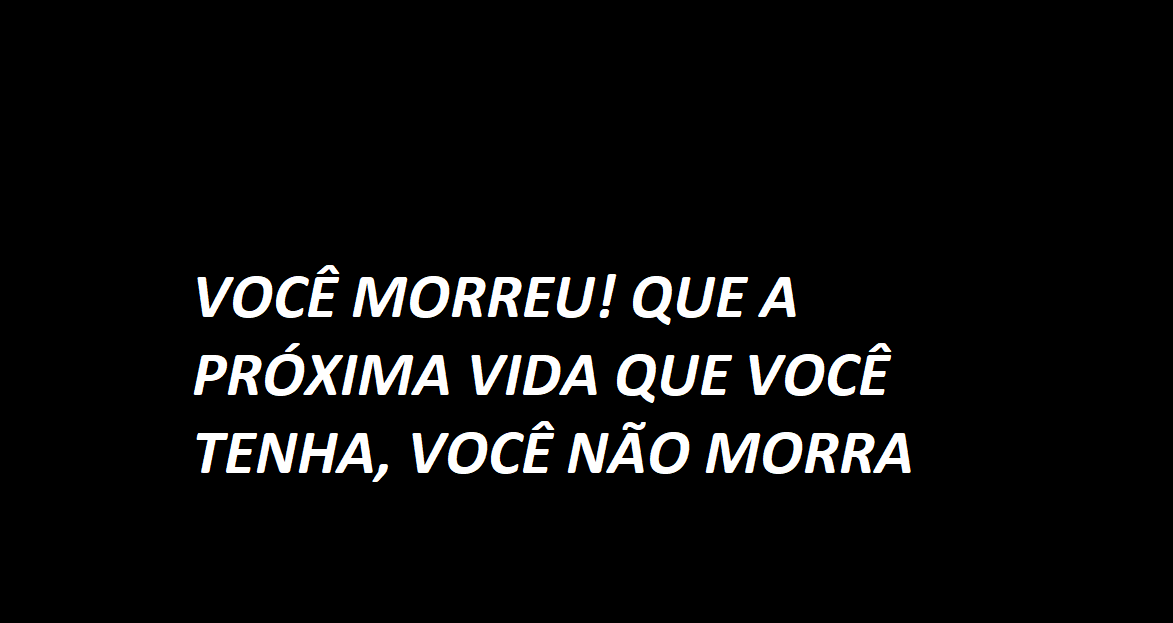 VOCÊ MORREU! QUE A
PRÓXIMA VIDA QUE VOCÊ
TENHA, VOCÊ NÃO MORRA